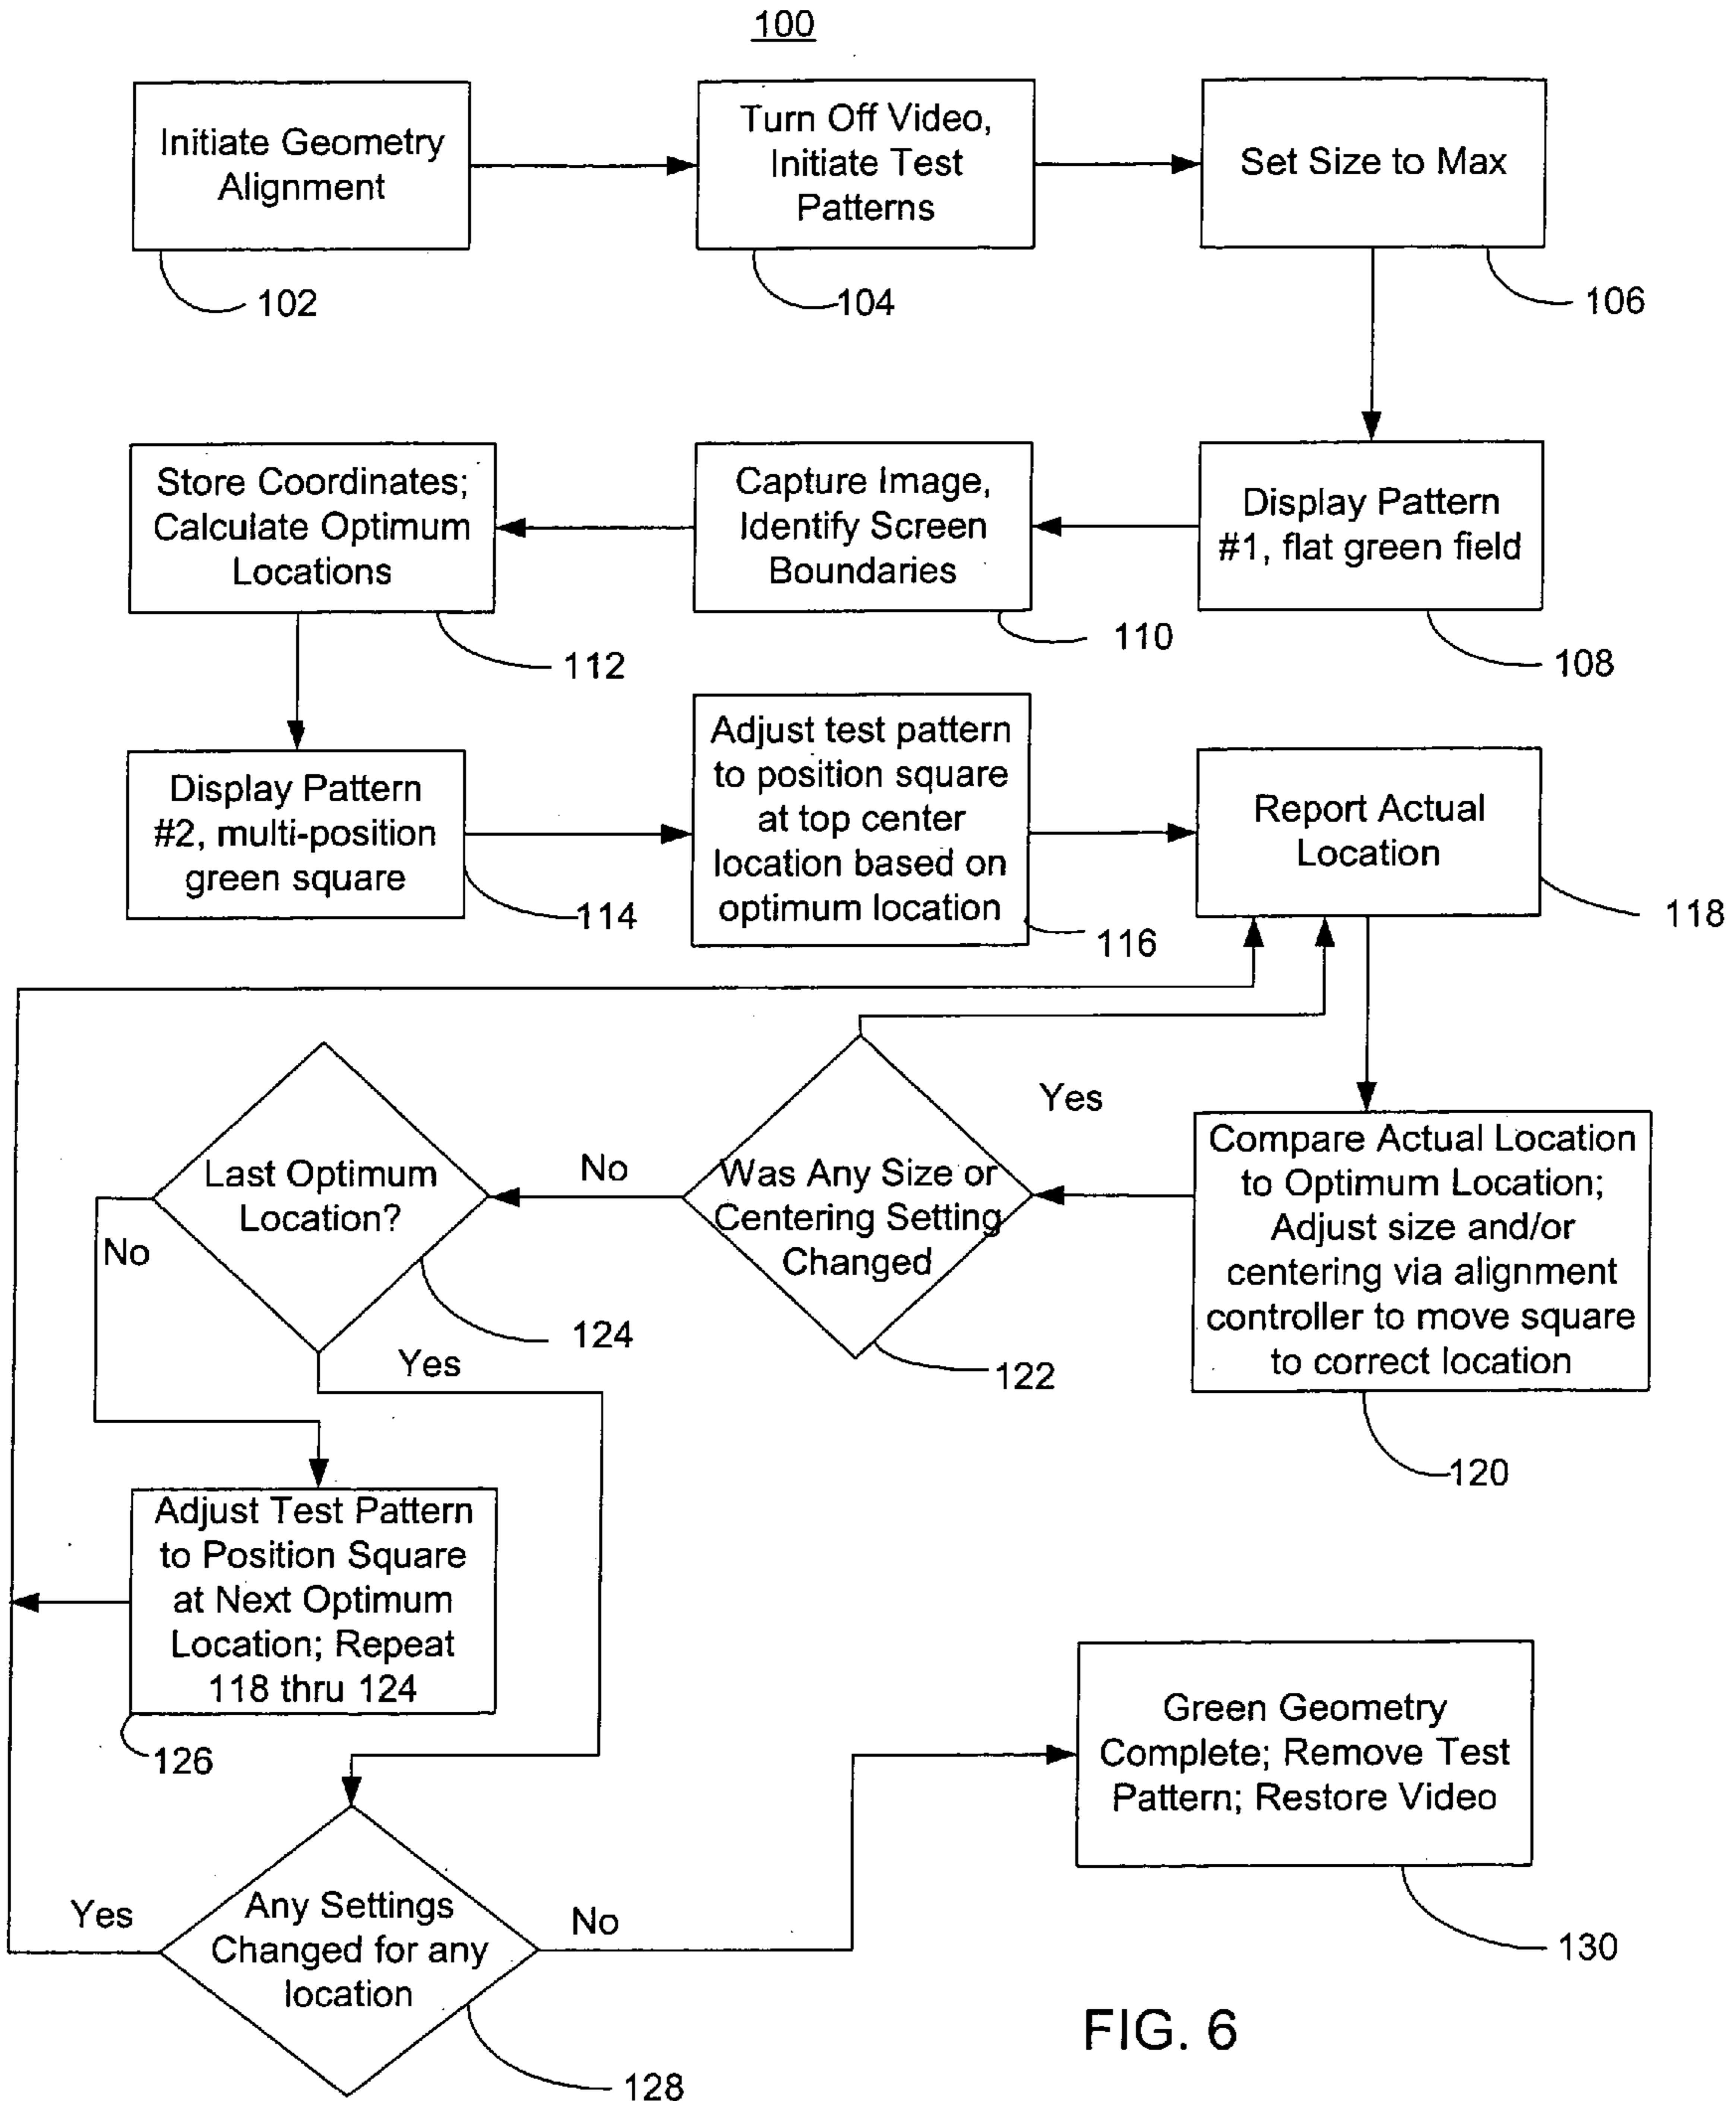 100
Initiate Geometry
Alignment
102
Turn Off Video,
Initiate Test
Patterns
104
Set Size to Max
106
Display Pattern
#1, flat green field
108
Capture Image,
Identify Screen
Boundaries
110
Store Coordinates;
Calculate Optimum
Locations
112
Display Pattern
#2, multi-position
green square
114
Adjust test pattern
to position square
at top center
location based on
optimum location
116
Report Actual
Location
118
Compare Actual Location
to Optimum Location;
Adjust size and/or
centering via alignment
controller to move square
to correct location
120
Yes
Was Any Size or
Centering Setting
Changed
122
No
Last Optimum
Location?
124
No
Yes
Adjust Test Pattern
to Position Square
at Next Optimum
Location; Repeat
118 thru 124
126
Any Settings
Changed for any
location
128
Yes
No
Green Geometry
Complete; Remove Test
Pattern; Restore Video
130
FIG. 6